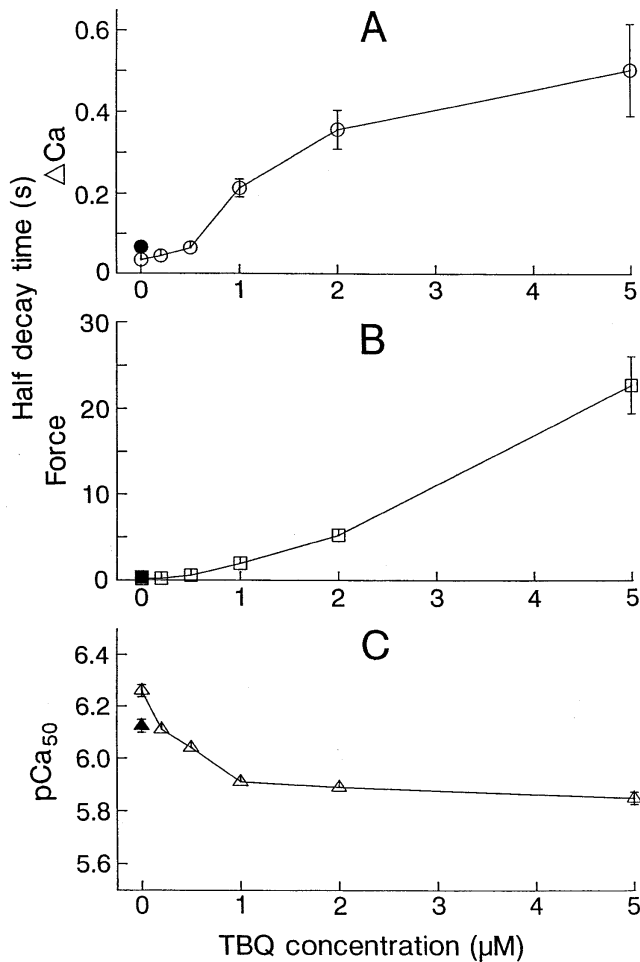 A
0.6
0.4
0.2
0
0 1 2 3 4 5
Half decay time (s)
△Ca
B
30
20
10
0
0 1 2 3 4 5
Force
C
6.4
6.2
6.0
5.8
5.6
0 1 2 3 4 5
pCa50
TBQ concentration (µM)